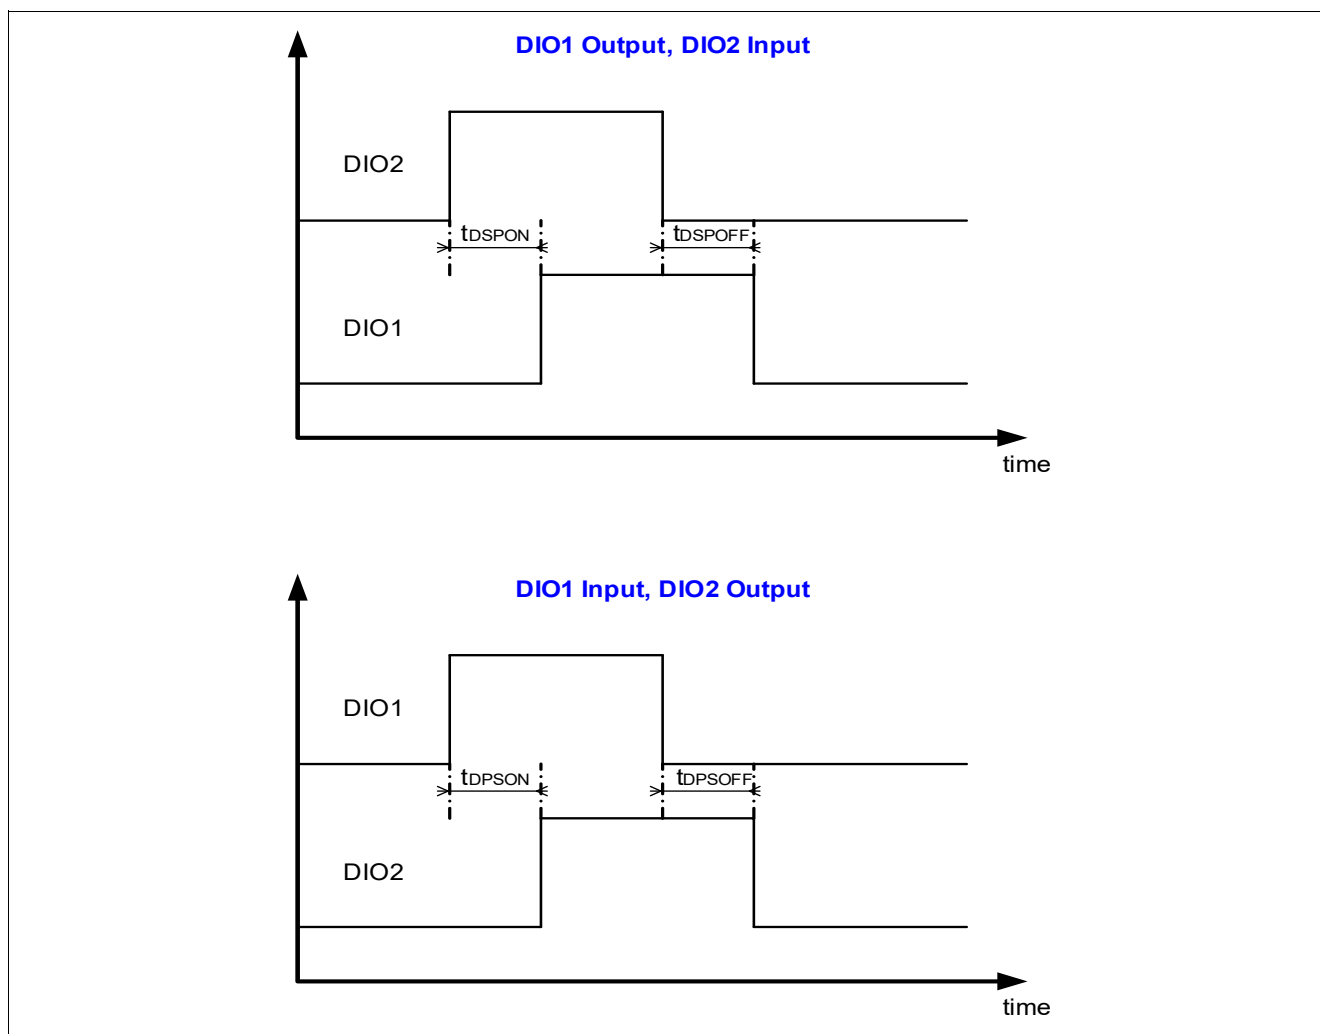 DIO1 Output, DIO2 Input
DIO2
tDSPON
tDSPOFF
DIO1
time
DIO1 Input, DIO2 Output
DIO1
tDPSON
tDPSOFF
DIO2
time